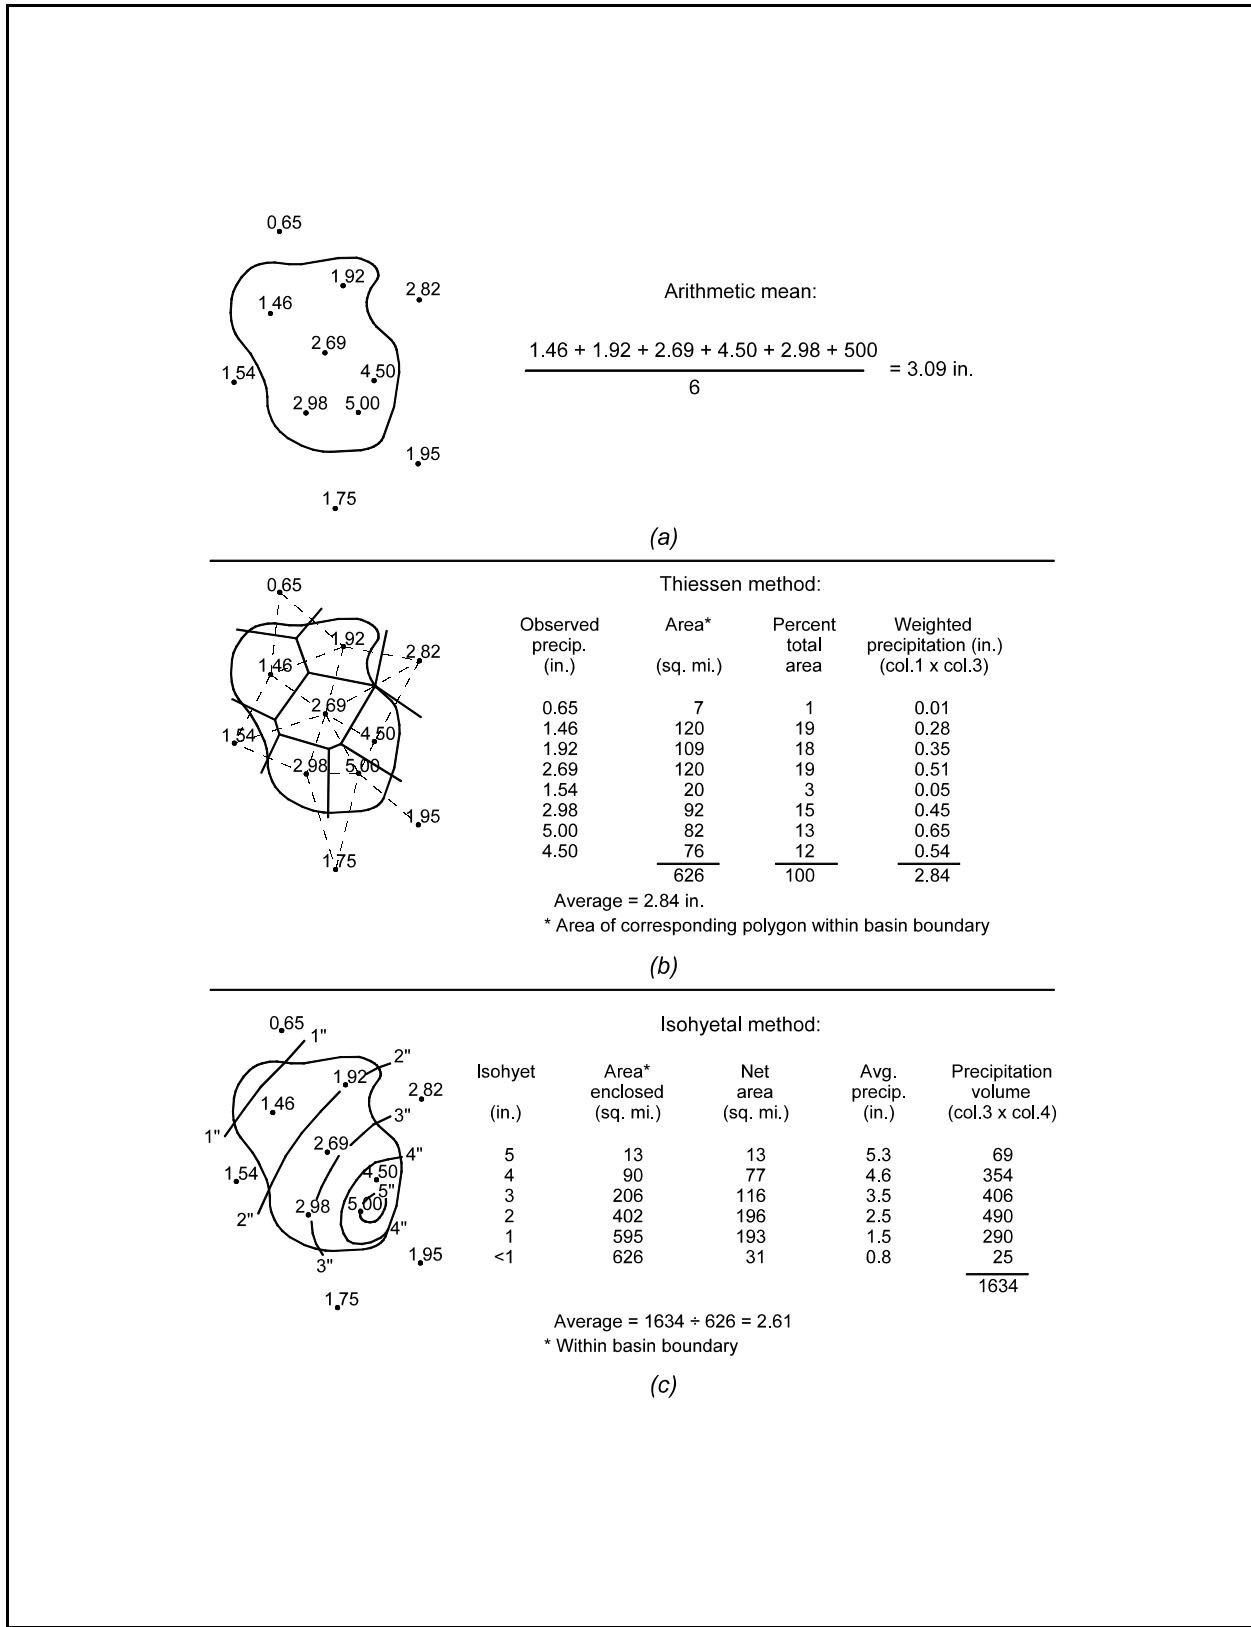 0.65
1.92
2.82
1.46
2.69
1.54
4.50
2.98
5.00
1.95
1.75
Arithmetic mean:
1.46 + 1.92 + 2.69 + 4.50 + 2.98 + 500
6
= 3.09 in.
(a)
0.65
1.92
2.82
1.46
2.69
1.54
4.50
2.98
5.00
1.95
1.75
Thiessen method:
Observed precip. (in.) Area* (sq. mi.) Percent total area Weighted precipitation (in.) (col.1 x col.3)
0.65 7 1 0.01
1.46 120 19 0.28
1.92 109 18 0.35
2.69 120 19 0.51
1.54 20 3 0.05
2.98 92 15 0.45
5.00 82 13 0.65
4.50 76 12 0.54
626 100 2.84
Average = 2.84 in.
* Area of corresponding polygon within basin boundary
(b)
0.65
1"
2"
1.92
2.82
1.46
3"
1"
2.69
4"
1.54
4.50
5"
2.98
5.00
2"
4"
1.95
3"
1.75
Isohyetal method:
Isohyet (in.) Area* enclosed (sq. mi.) Net area (sq. mi.) Avg. precip. (in.) Precipitation volume (col.3 x col.4)
5 13 13 5.3 69
4 90 77 4.6 354
3 206 116 3.5 406
2 402 196 2.5 490
1 595 193 1.5 290
<1 626 31 0.8 25
1634
Average = 1634 ÷ 626 = 2.61
* Within basin boundary
(c)